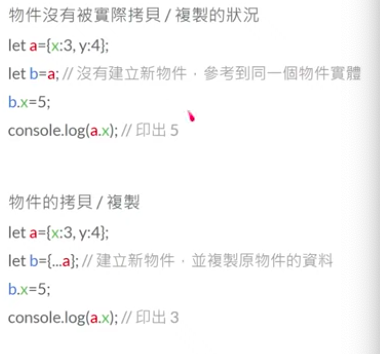 物件沒有被實際拷貝 / 複製的狀況
let a={x:3, y:4};
let b=a; // 沒有建立新物件，參考到同一個物件實體
b.x=5;
console.log(a.x); // 印出 5
物件的拷貝 / 複製
let a={x:3, y:4};
let b={...a}; // 建立新物件，並複製原物件的資料
b.x=5;
console.log(a.x); // 印出 3